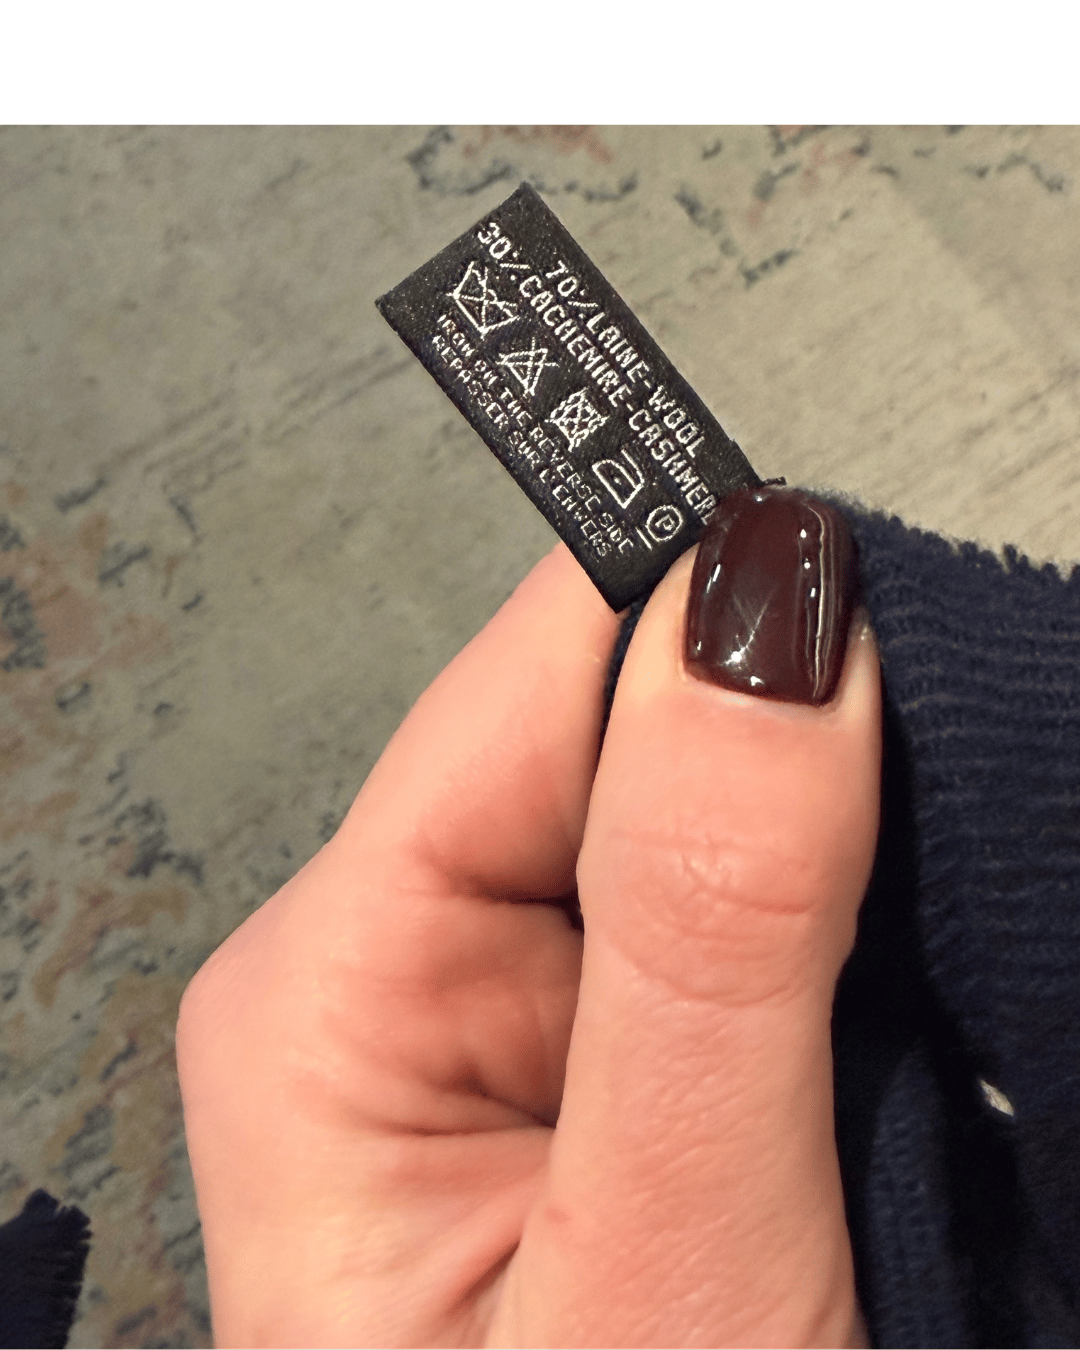 70% LAINE-WOOL
30% CACHEMIRE-CASHMERE
P
IRON ON THE REVERSE SIDE
REPASSER SUR L'ENVERS